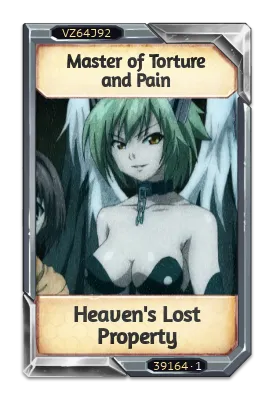 VZ64J92
Master of Torture
and Pain
Heaven's Lost
Property
39164·1